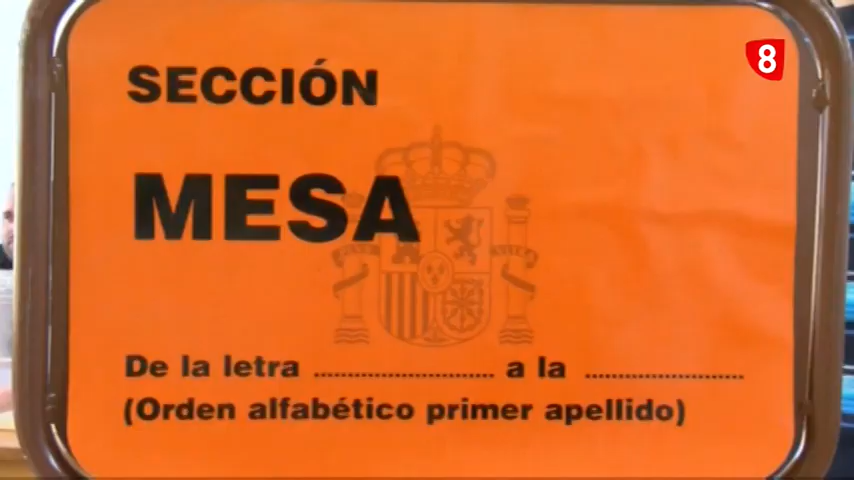 8
SECCIÓN
MESA
De la letra ........................ a la ........................
(Orden alfabético primer apellido)